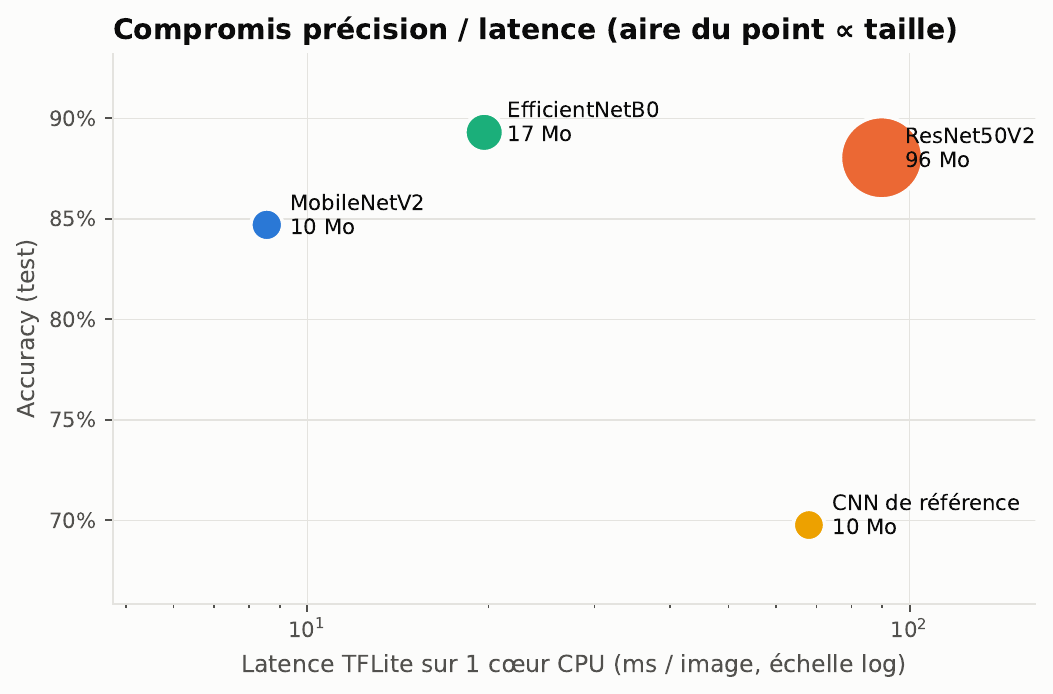 Compromis précision / latence (aire du point ∝ taille)
Accuracy (test)
90%
85%
80%
75%
70%
EfficientNetB0
17 Mo
ResNet50V2
96 Mo
MobileNetV2
10 Mo
CNN de référence
10 Mo
10¹
10²
Latence TFLite sur 1 cœur CPU (ms / image, échelle log)